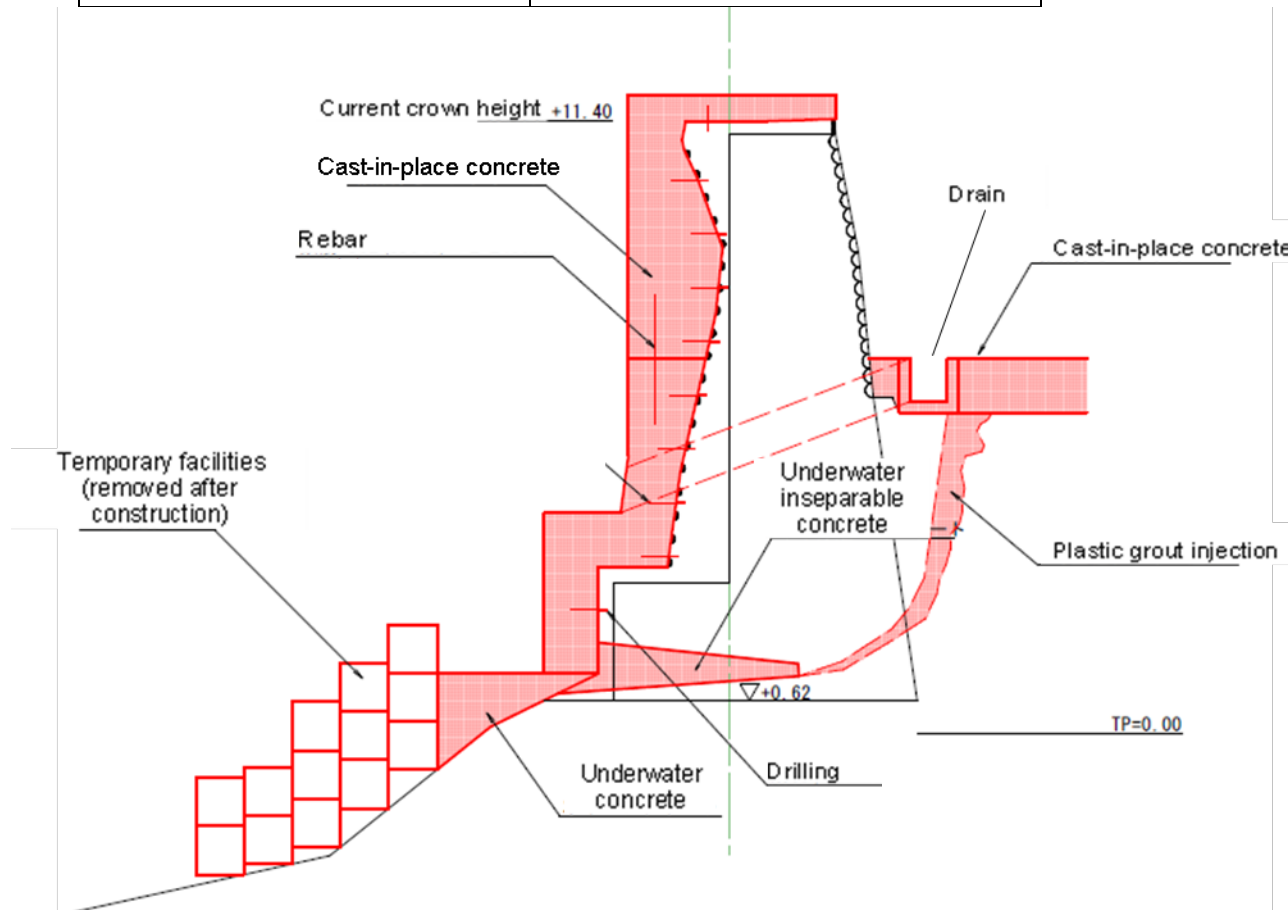 Current crown height +11.40
Cast-in-place concrete
Rebar
Drain
Cast-in-place concrete
Temporary facilities
(removed after
construction)
Underwater
inseparable
concrete
Plastic grout injection
+0.62
TP=0.00
Drilling
Underwater
concrete